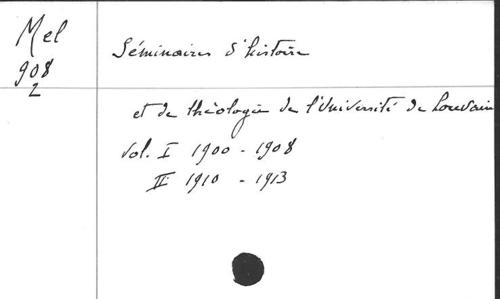 Mel
908
2
Séminaires d'histoire
et de théologie de l'Université de Louvain
Vol. I 1900 - 1908
II 1910 - 1913